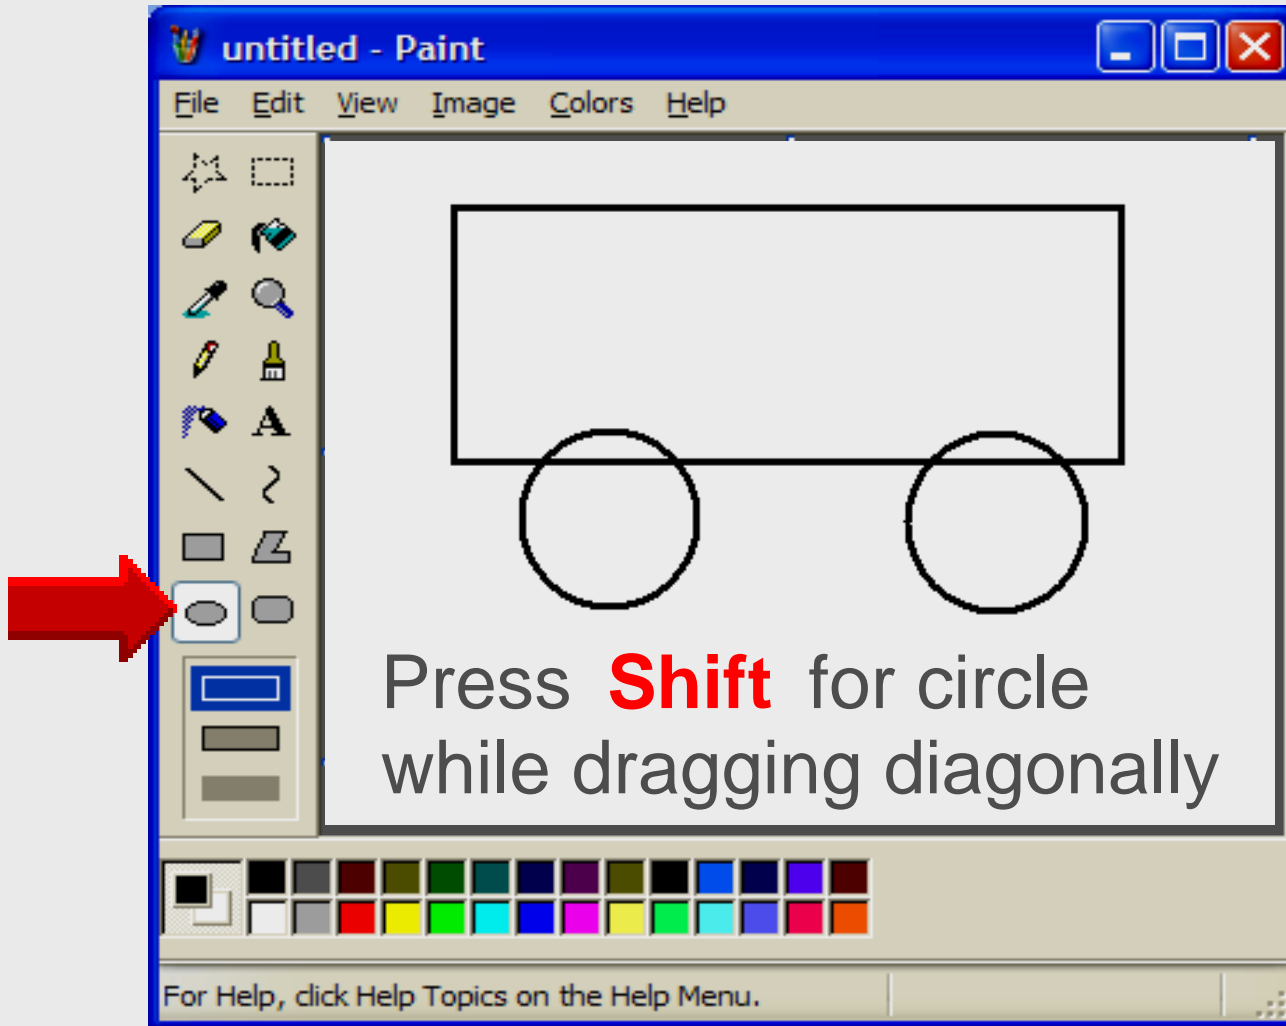 untitled - Paint
File Edit View Image Colors Help
A
Press Shift for circle
while dragging diagonally
For Help, click Help Topics on the Help Menu.